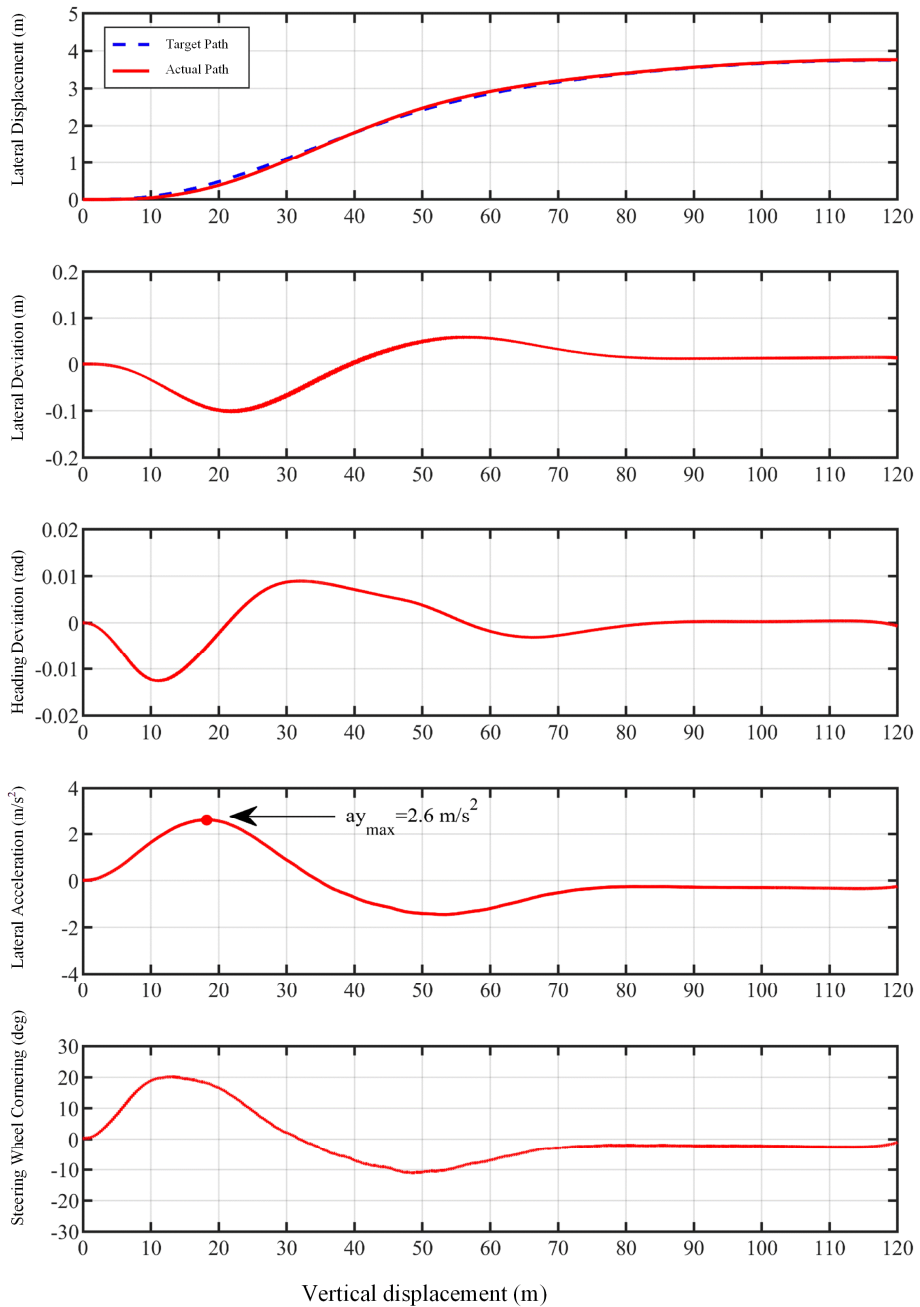 Lateral Displacement (m)
5
4
3
2
1
0
Target Path
Actual Path
0 10 20 30 40 50 60 70 80 90 100 110 120
Lateral Deviation (m)
0.2
0.1
0
-0.1
-0.2
0 10 20 30 40 50 60 70 80 90 100 110 120
Heading Deviation (rad)
0.02
0.01
0
-0.01
-0.02
0 10 20 30 40 50 60 70 80 90 100 110 120
Lateral Acceleration (m/s²)
4
2
0
-2
-4
ay_max=2.6 m/s²
0 10 20 30 40 50 60 70 80 90 100 110 120
Steering Wheel Cornering (deg)
30
20
10
0
-10
-20
-30
0 10 20 30 40 50 60 70 80 90 100 110 120
Vertical displacement (m)